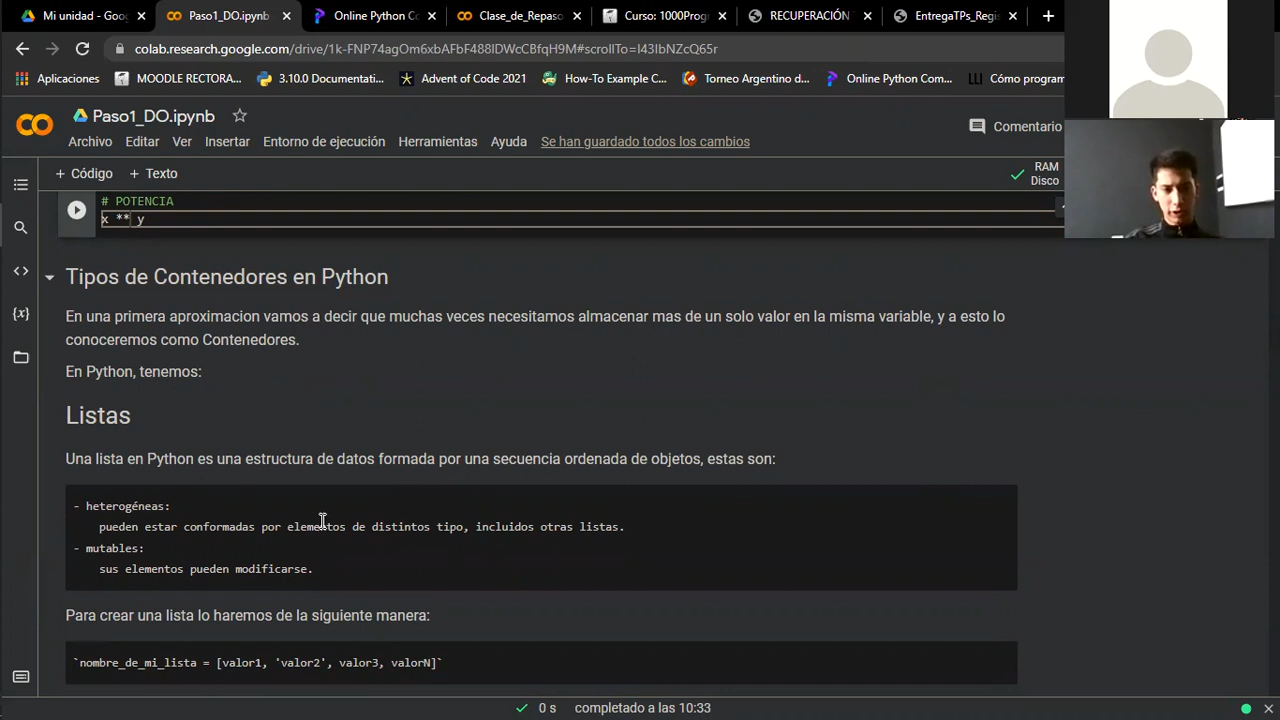 Mi unidad - G
Paso1_DO.ipynb
Online Python Co
Clase_de_Repaso
Curso: 1000Prog
RECUPERACIÓN
EntregaTPs_Regis
colab.research.google.com/drive/1k-FNP74agOm6xbAFbF488IDWcCBfqH9M#scrollTo=I43IbNZcQ65r
Aplicaciones
MOODLE RECTORA...
3.10.0 Documentati...
Advent of Code 2021
How-To Example C...
Torneo Argentino d...
Online Python Com...
Cómo program
Paso1_DO.ipynb
Archivo Editar Ver Insertar Entorno de ejecución Herramientas Ayuda Se han guardado todos los cambios
Comentario
+ Código + Texto
RAM
Disco
# POTENCIA
x ** y
Tipos de Contenedores en Python
En una primera aproximacion vamos a decir que muchas veces necesitamos almacenar mas de un solo valor en la misma variable, y a esto lo
conoceremos como Contenedores.
En Python, tenemos:
Listas
Una lista en Python es una estructura de datos formada por una secuencia ordenada de objetos, estas son:
- heterogéneas:
pueden estar conformadas por elementos de distintos tipo, incluidos otras listas.
- mutables:
sus elementos pueden modificarse.
Para crear una lista lo haremos de la siguiente manera:
`nombre_de_mi_lista = [valor1, 'valor2', valor3, valorN]`
0 s completado a las 10:33